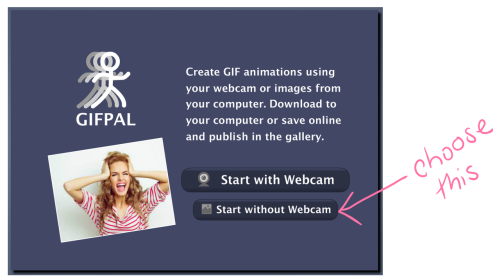 GIFPAL
Create GIF animations using
your webcam or images from
your computer. Download to
your computer or save online
and publish in the gallery.
Start with Webcam
Start without Webcam
choose
this